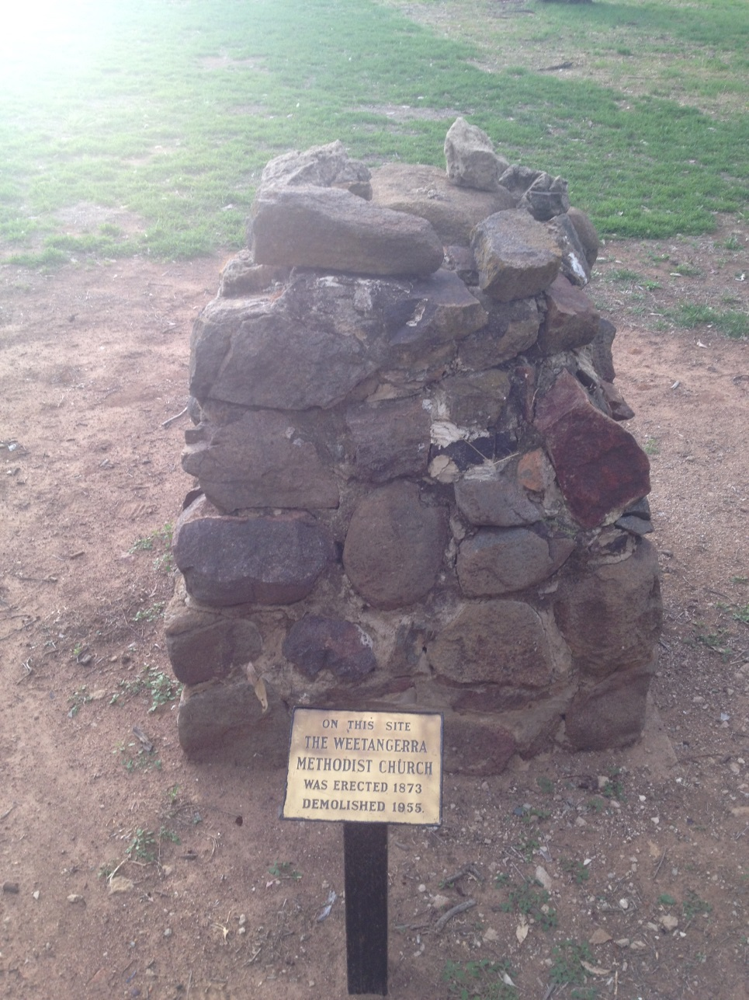 ON THIS SITE
THE WEETANGERRA
METHODIST CHURCH
WAS ERECTED 1873
DEMOLISHED 1955.